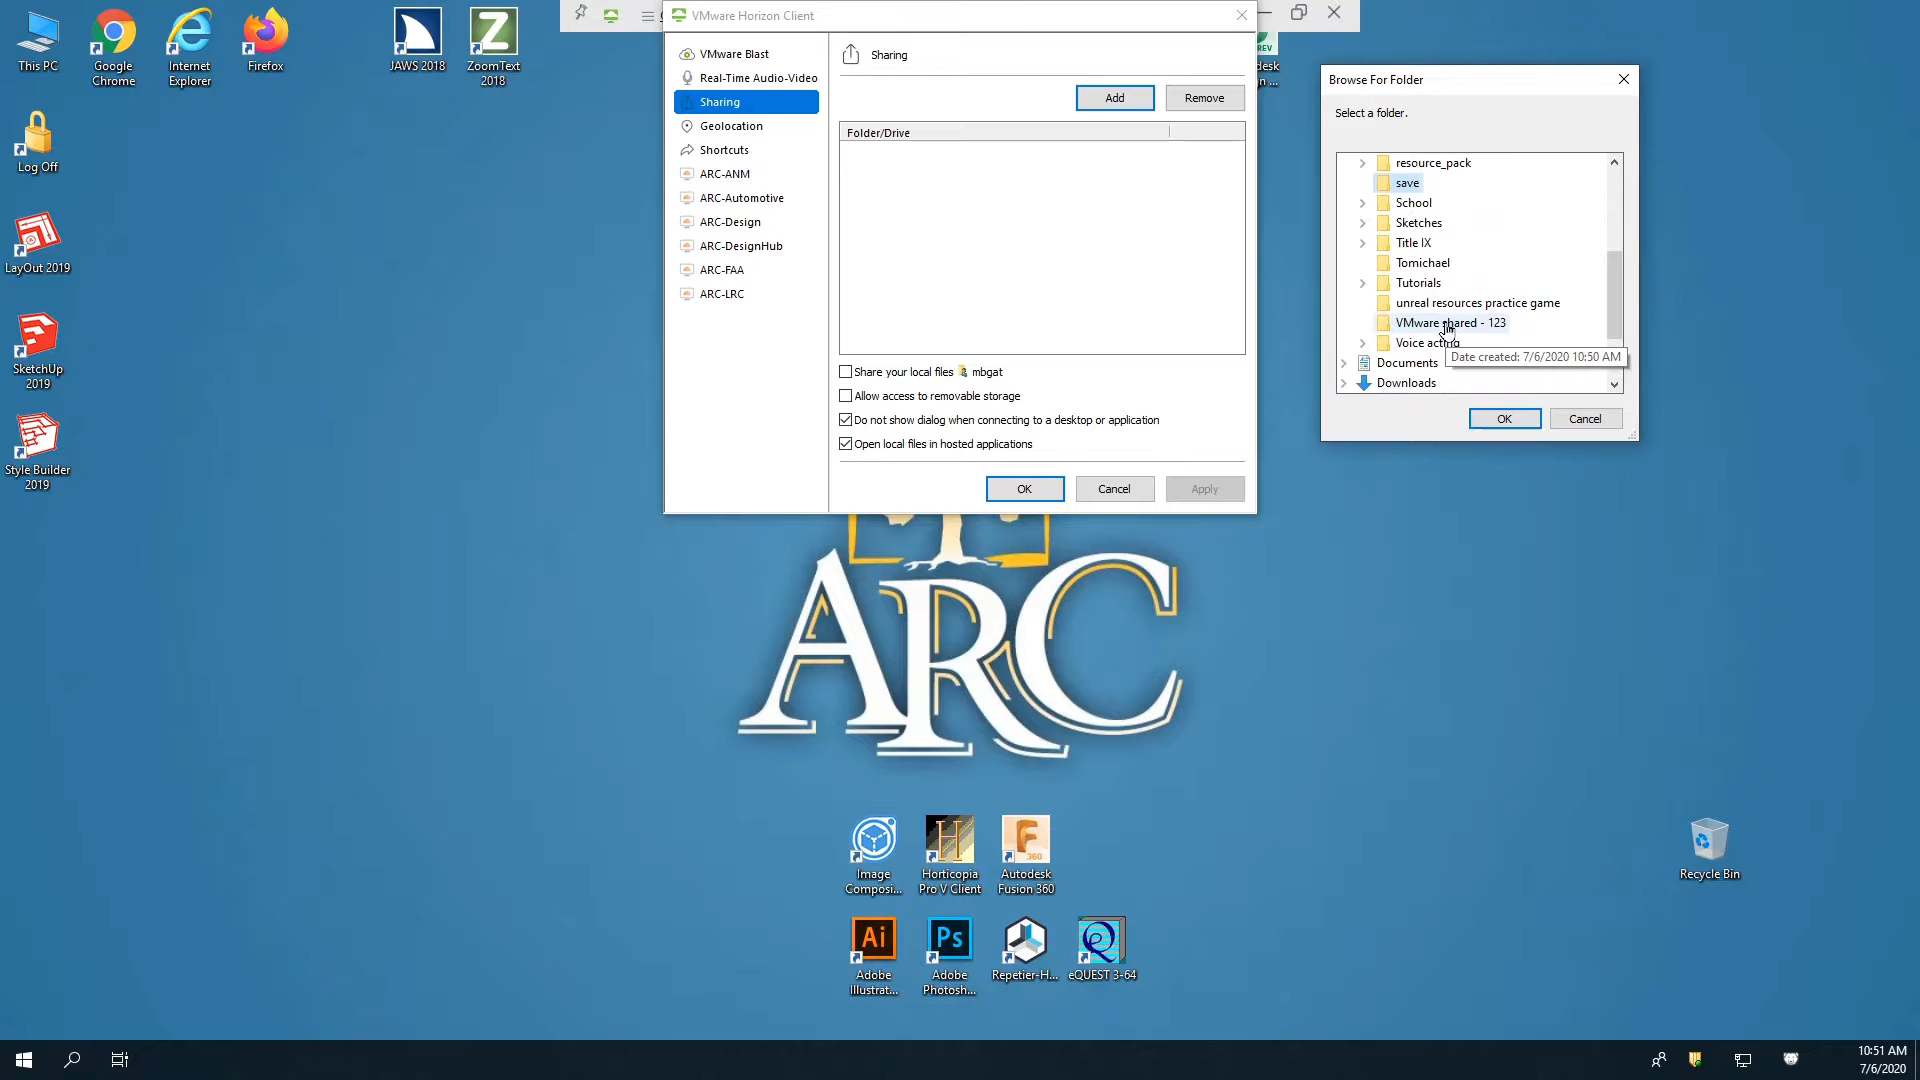 This PC
Google
Chrome
Internet
Explorer
Firefox
JAWS 2018
ZoomText
2018
Log Off
LayOut 2019
SketchUp
2019
Style Builder
2019
VMware Horizon Client
VMware Blast
Real-Time Audio-Video
Sharing
Geolocation
Shortcuts
ARC-ANM
ARC-Automotive
ARC-Design
ARC-DesignHub
ARC-FAA
ARC-LRC
Sharing
Add
Remove
Folder/Drive
Share your local files mbgat
Allow access to removable storage
Do not show dialog when connecting to a desktop or application
Open local files in hosted applications
OK
Cancel
Apply
REV
Browse For Folder
Select a folder.
resource_pack
save
School
Sketches
Title IX
Tomichael
Tutorials
unreal resources practice game
VMware shared - 123
Voice acting
Date created: 7/6/2020 10:50 AM
Documents
Downloads
OK
Cancel
ARC
Image
Composi...
Horticopia
Pro V Client
360
Autodesk
Fusion 360
Ai
Adobe
Illustrat...
Ps
Adobe
Photosh...
Repetier-H...
eQUEST 3-64
Recycle Bin
10:51 AM
7/6/2020